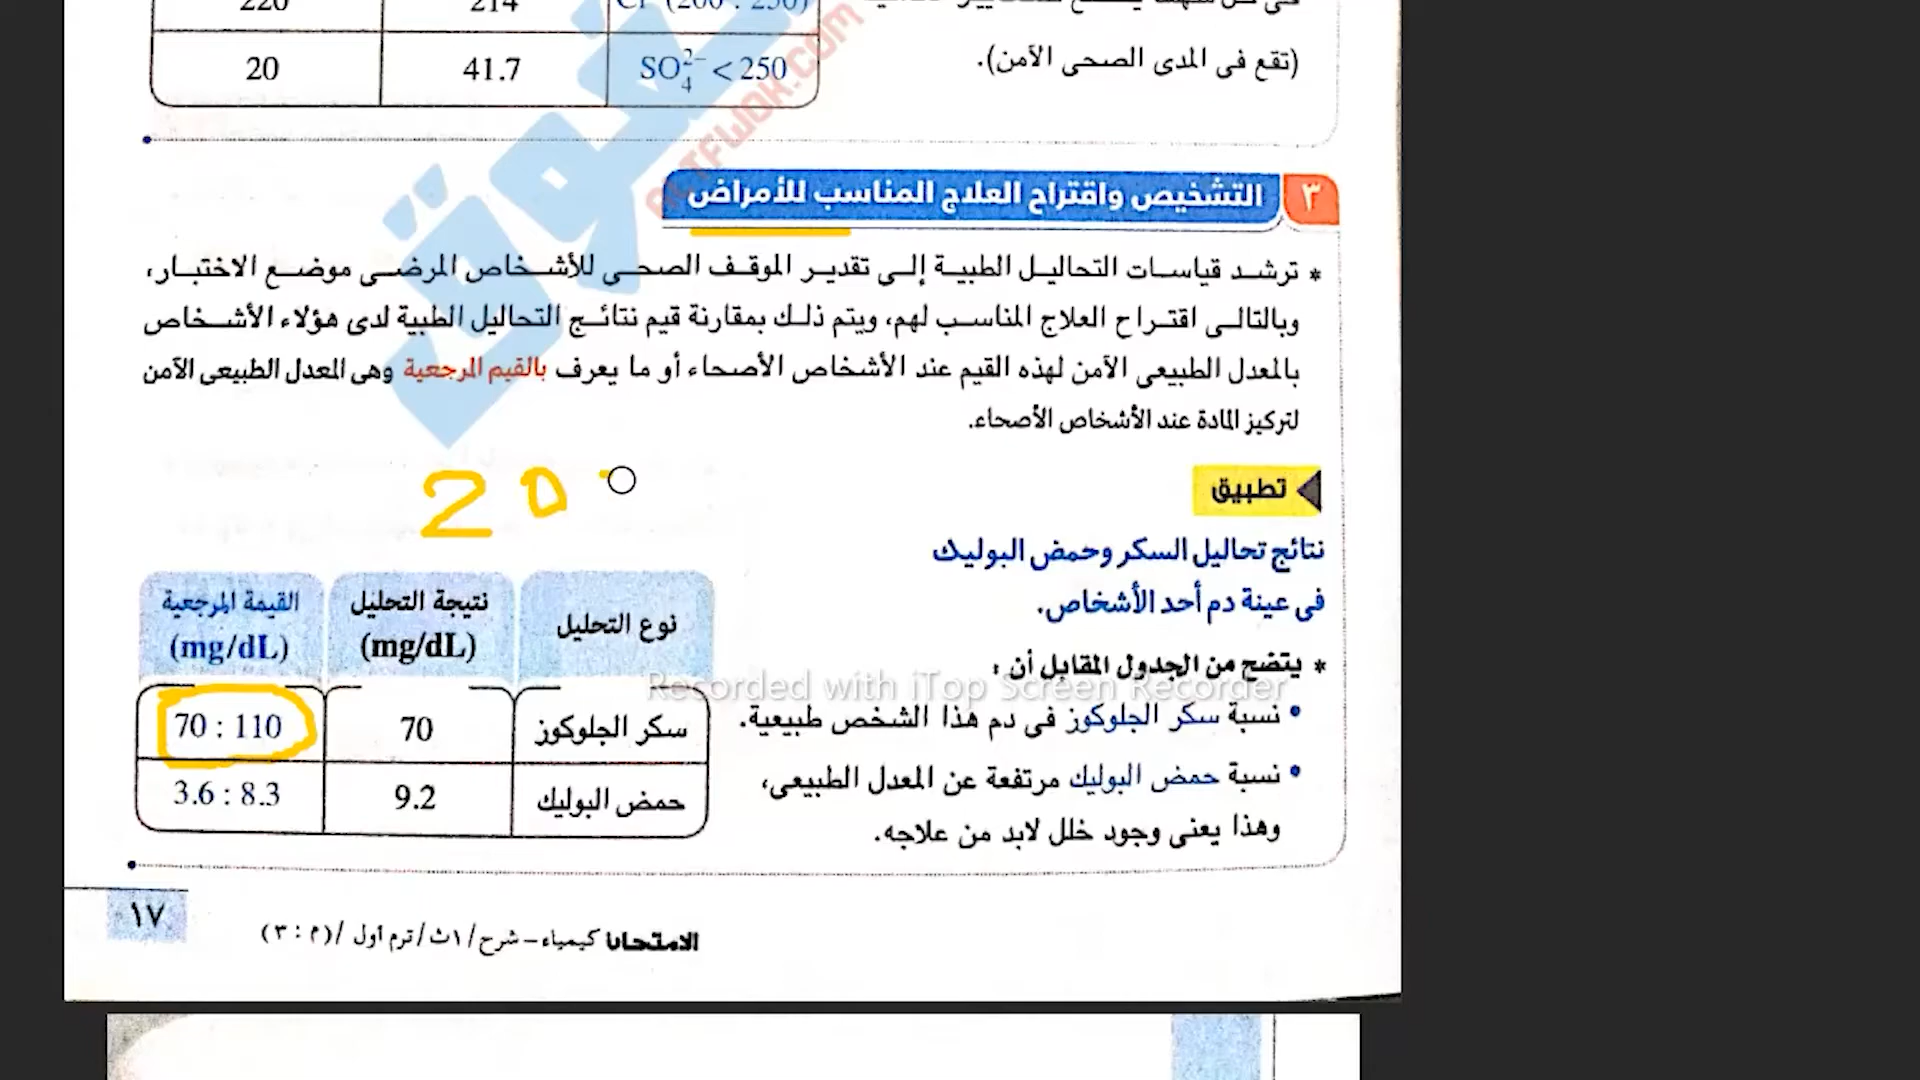 220 214
(تقع فى المدى الصحى الآمن).
SO₄²⁻ < 250 41.7 20
٣ التشخيص واقتراح العلاج المناسب للأمراض
* ترشد قياسات التحاليل الطبية إلى تقدير الموقف الصحى للأشخاص المرضى موضع الاختبار،
وبالتالى اقتراح العلاج المناسب لهم، ويتم ذلك بمقارنة قيم نتائج التحاليل الطبية لدى هؤلاء الأشخاص
بالمعدل الطبيعى الآمن لهذه القيم عند الأشخاص الأصحاء أو ما يعرف بالقيم المرجعية وهى المعدل الطبيعى الآمن
لتركيز المادة عند الأشخاص الأصحاء.
20
تطبيق
نتائج تحاليل السكر وحمض البوليك
فى عينة دم أحد الأشخاص.
* يتضح من الجدول المقابل أن :
• نسبة سكر الجلوكوز فى دم هذا الشخص طبيعية.
• نسبة حمض البوليك مرتفعة عن المعدل الطبيعى،
وهذا يعنى وجود خلل لابد من علاجه.
نوع التحليل نتيجة التحليل (mg/dL) القيمة المرجعية (mg/dL)
سكر الجلوكوز 70 70 : 110
حمض البوليك 9.2 3.6 : 8.3
Recorded with iTop Screen Recorder
الامتحان كيمياء – شرح / ١ث / ترم أول / (م : ٣)
١٧